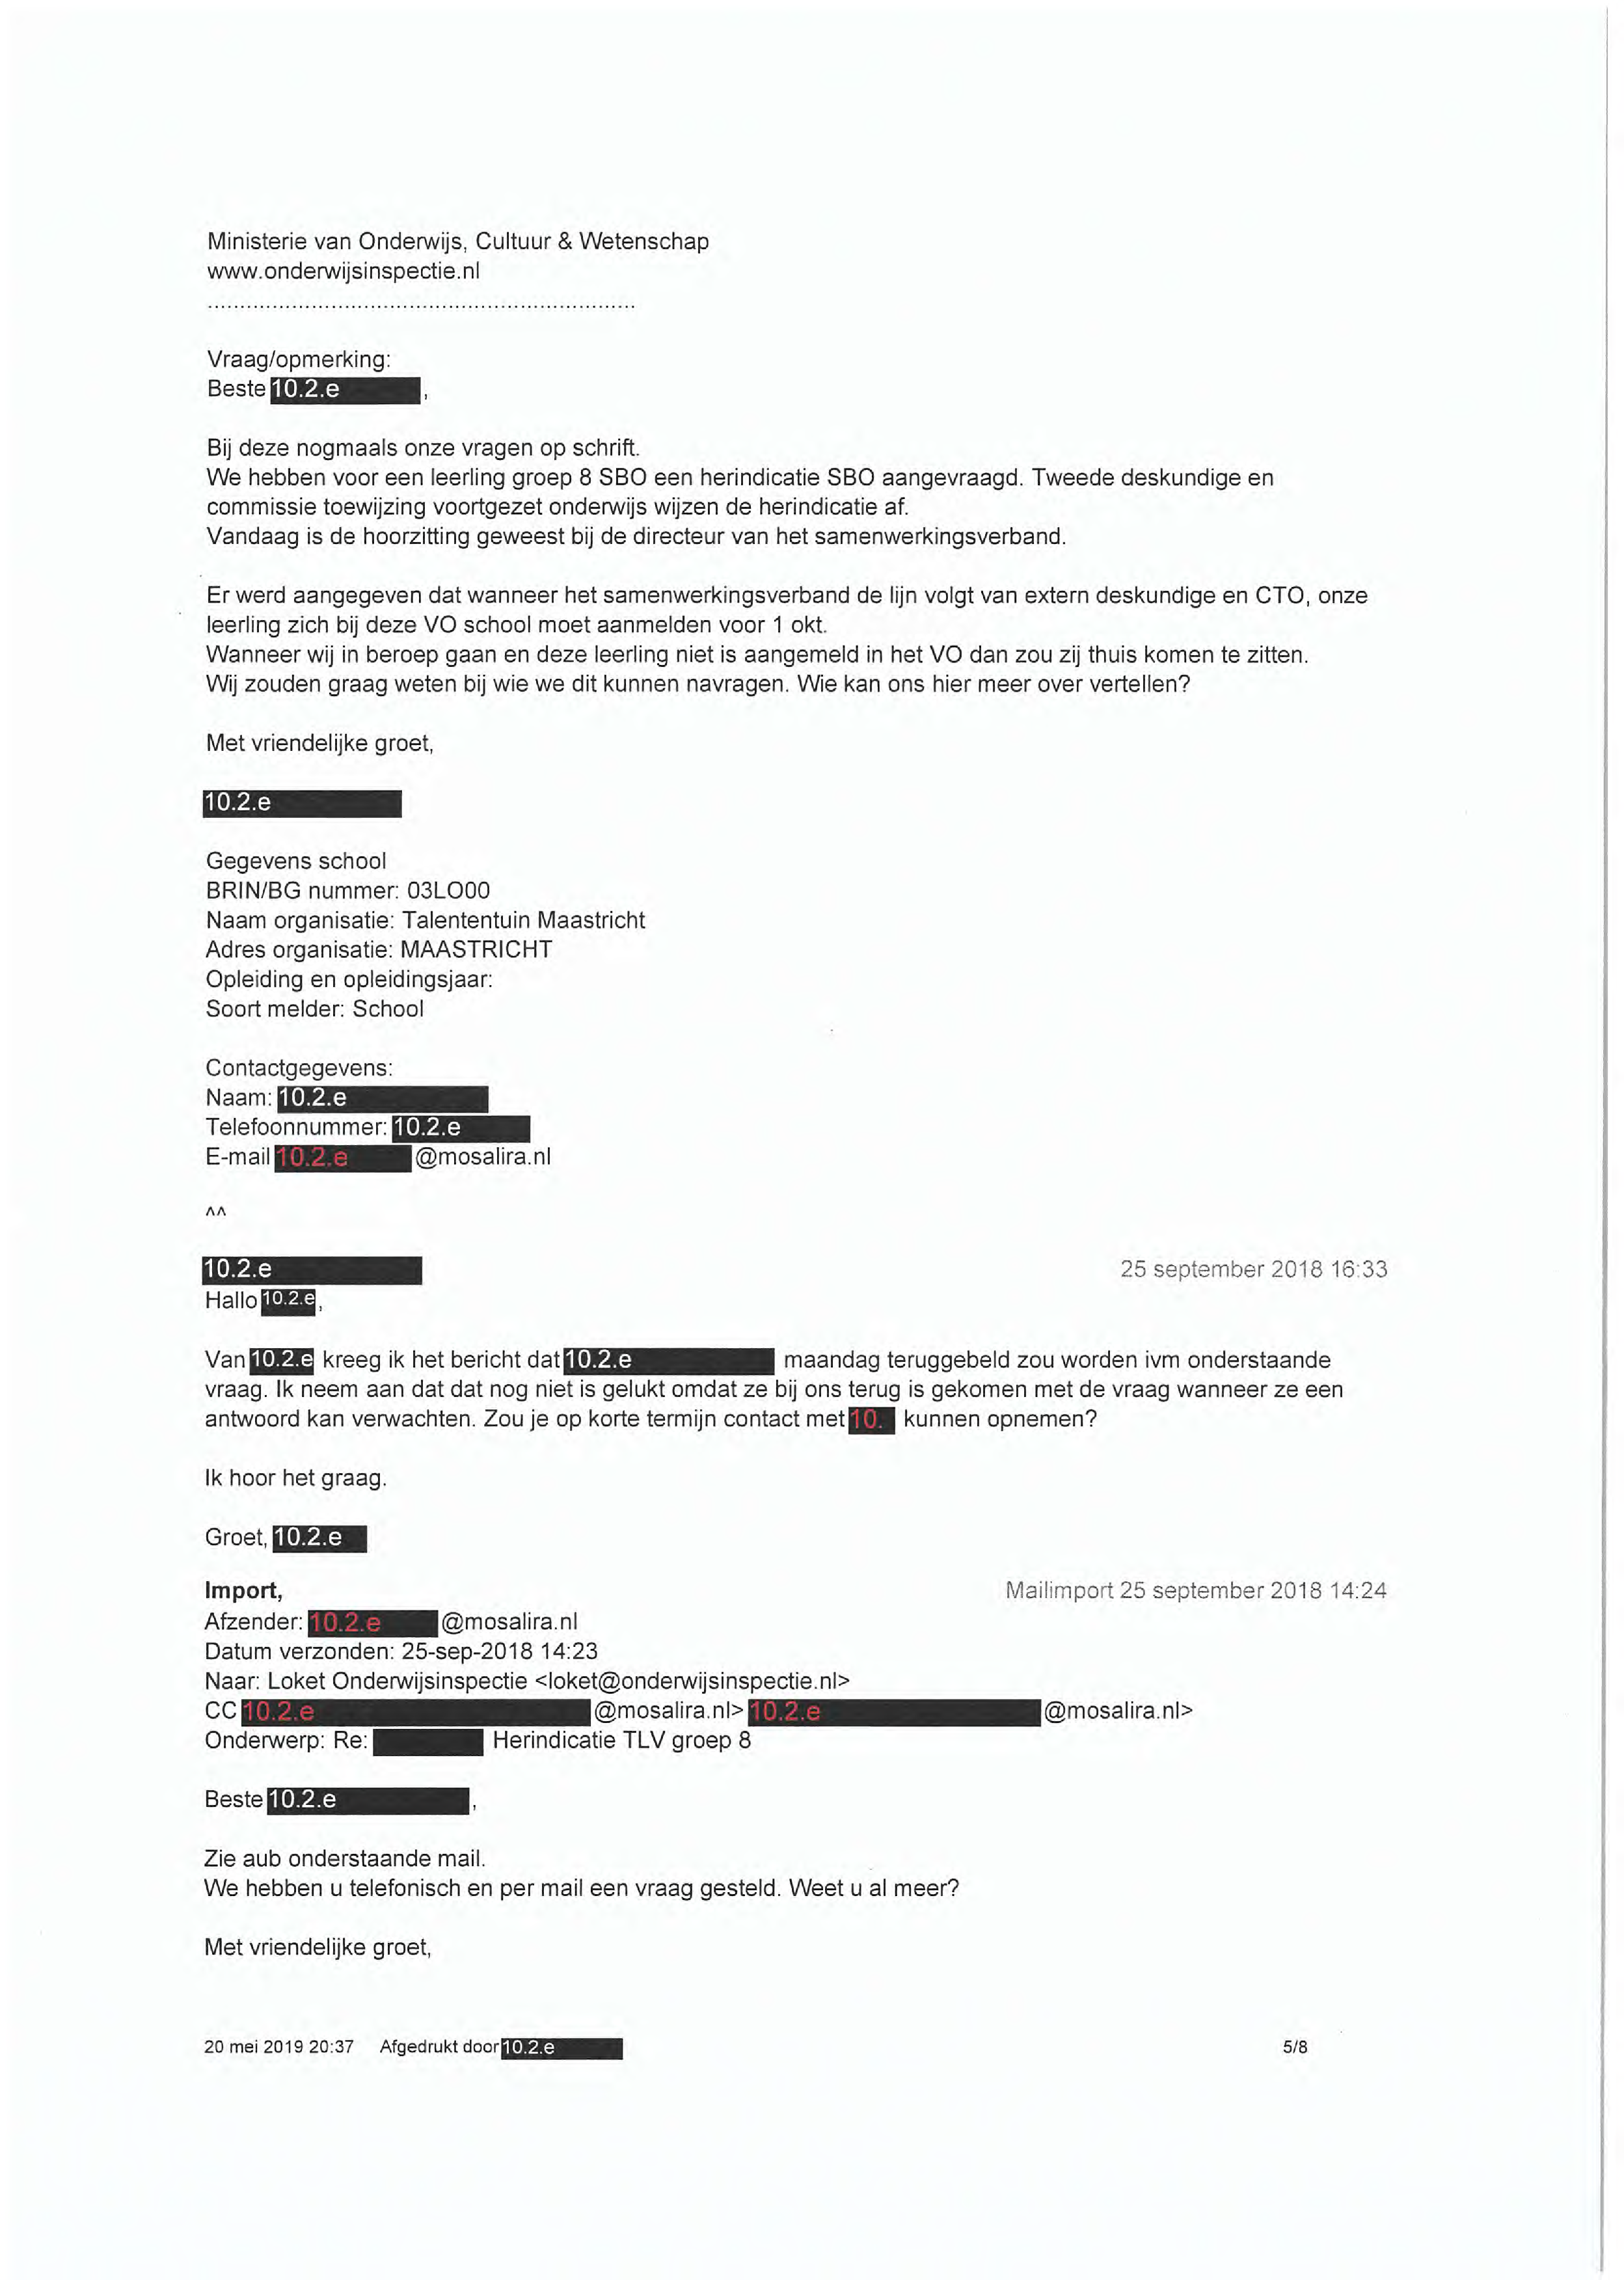 Ministerie van Onderwijs, Cultuur & Wetenschap
www.onderwijsinspectie.nl
..................................................................
Vraag/opmerking:
Beste 10.2.e ,
Bij deze nogmaals onze vragen op schrift.
We hebben voor een leerling groep 8 SBO een herindicatie SBO aangevraagd. Tweede deskundige en
commissie toewijzing voortgezet onderwijs wijzen de herindicatie af.
Vandaag is de hoorzitting geweest bij de directeur van het samenwerkingsverband.
Er werd aangegeven dat wanneer het samenwerkingsverband de lijn volgt van extern deskundige en CTO, onze
leerling zich bij deze VO school moet aanmelden voor 1 okt.
Wanneer wij in beroep gaan en deze leerling niet is aangemeld in het VO dan zou zij thuis komen te zitten.
Wij zouden graag weten bij wie we dit kunnen navragen. Wie kan ons hier meer over vertellen?
Met vriendelijke groet,
10.2.e
Gegevens school
BRIN/BG nummer: 03LO00
Naam organisatie: Talententuin Maastricht
Adres organisatie: MAASTRICHT
Opleiding en opleidingsjaar:
Soort melder: School
Contactgegevens:
Naam: 10.2.e
Telefoonnummer: 10.2.e
E-mail 10.2.e @mosalira.nl
^^
10.2.e 25 september 2018 16:33
Hallo 10.2.e,
Van 10.2.e kreeg ik het bericht dat 10.2.e maandag teruggebeld zou worden ivm onderstaande
vraag. Ik neem aan dat dat nog niet is gelukt omdat ze bij ons terug is gekomen met de vraag wanneer ze een
antwoord kan verwachten. Zou je op korte termijn contact met 10. kunnen opnemen?
Ik hoor het graag.
Groet, 10.2.e
Import, Mailimport 25 september 2018 14:24
Afzender: 10.2.e @mosalira.nl
Datum verzonden: 25-sep-2018 14:23
Naar: Loket Onderwijsinspectie <loket@onderwijsinspectie.nl>
CC 10.2.e @mosalira.nl> 10.2.e @mosalira.nl>
Onderwerp: Re: Herindicatie TLV groep 8
Beste 10.2.e ,
Zie aub onderstaande mail.
We hebben u telefonisch en per mail een vraag gesteld. Weet u al meer?
Met vriendelijke groet,
20 mei 2019 20:37 Afgedrukt door 10.2.e 5/8